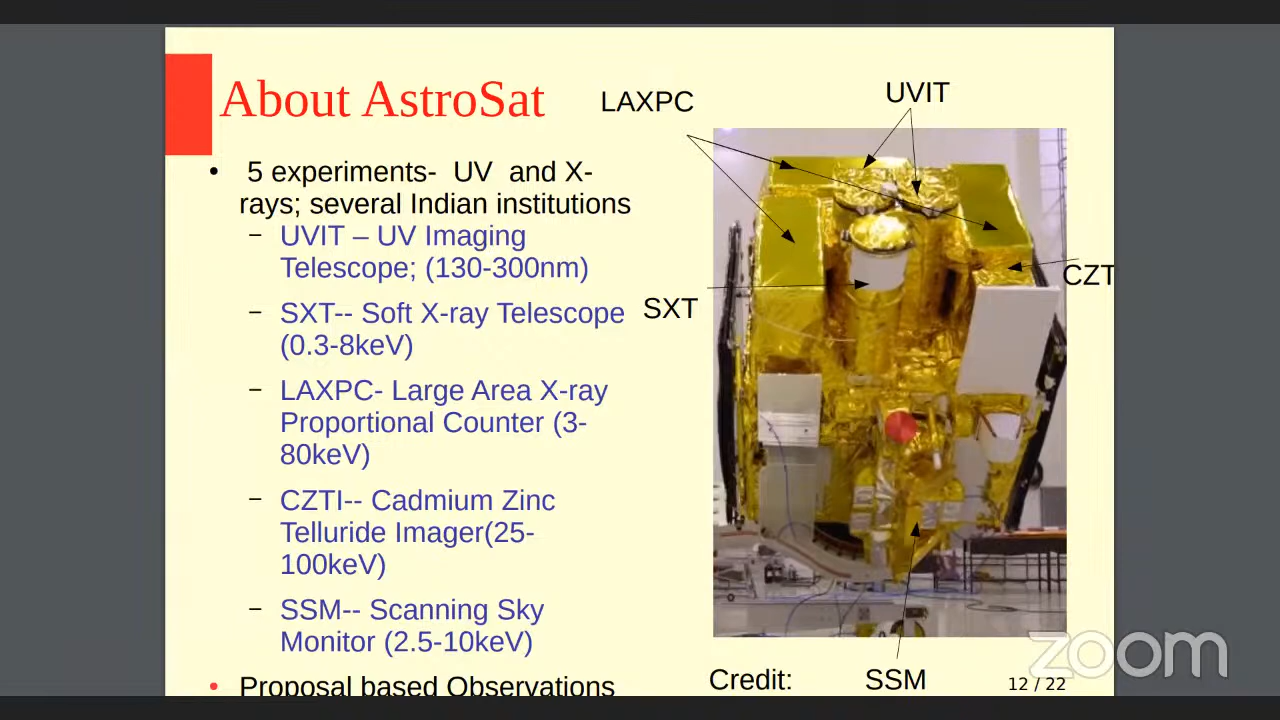 About AstroSat
LAXPC
UVIT
• 5 experiments- UV and X-
rays; several Indian institutions
– UVIT – UV Imaging
Telescope; (130-300nm)
– SXT-- Soft X-ray Telescope
(0.3-8keV)
– LAXPC- Large Area X-ray
Proportional Counter (3-
80keV)
– CZTI-- Cadmium Zinc
Telluride Imager(25-
100keV)
– SSM-- Scanning Sky
Monitor (2.5-10keV)
• Proposal based Observations
SXT
CZT
Credit:
SSM
12 / 22
zoom